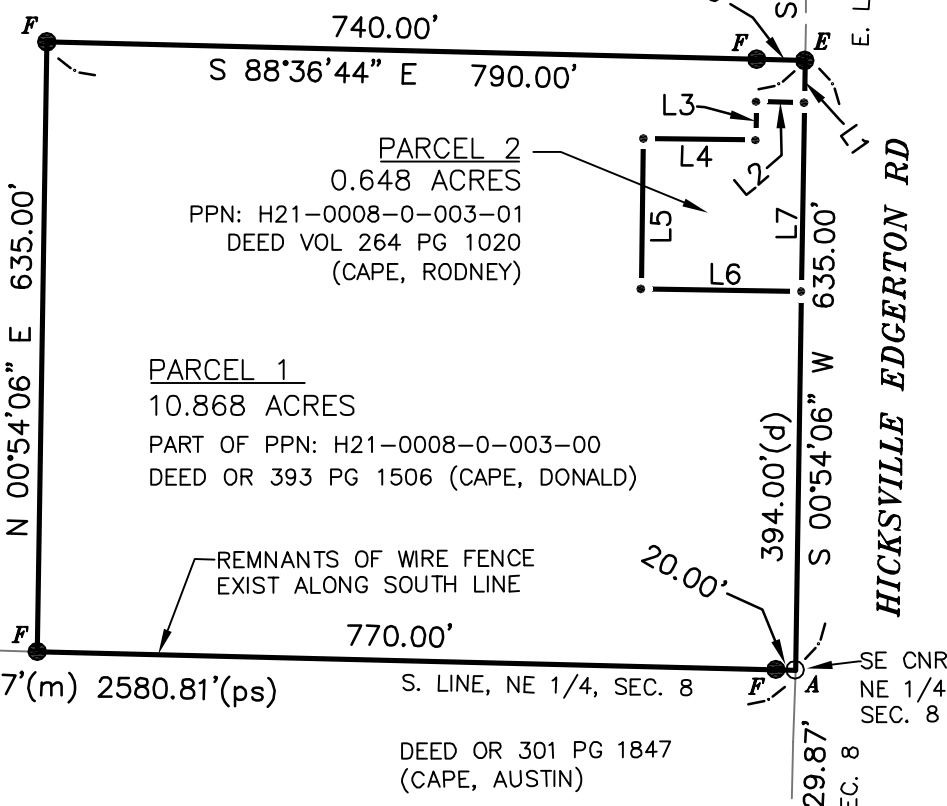 740.00'
F
F
E
S
E. L
S 88°36'44" E 790.00'
L3
L1
L4
L2
PARCEL 2
0.648 ACRES
PPN: H21-0008-0-003-01
DEED VOL 264 PG 1020
(CAPE, RODNEY)
L5
L7
L6
635.00'
N 00°54'06" E 635.00'
HICKSVILLE EDGERTON RD
PARCEL 1
10.868 ACRES
PART OF PPN: H21-0008-0-003-00
DEED OR 393 PG 1506 (CAPE, DONALD)
394.00'(d)
S 00°54'06" W
REMNANTS OF WIRE FENCE
EXIST ALONG SOUTH LINE
20.00'
F
770.00'
7'(m) 2580.81'(ps)
S. LINE, NE 1/4, SEC. 8
F
A
SE CNR
NE 1/4
SEC. 8
DEED OR 301 PG 1847
(CAPE, AUSTIN)
29.87'
EC. 8